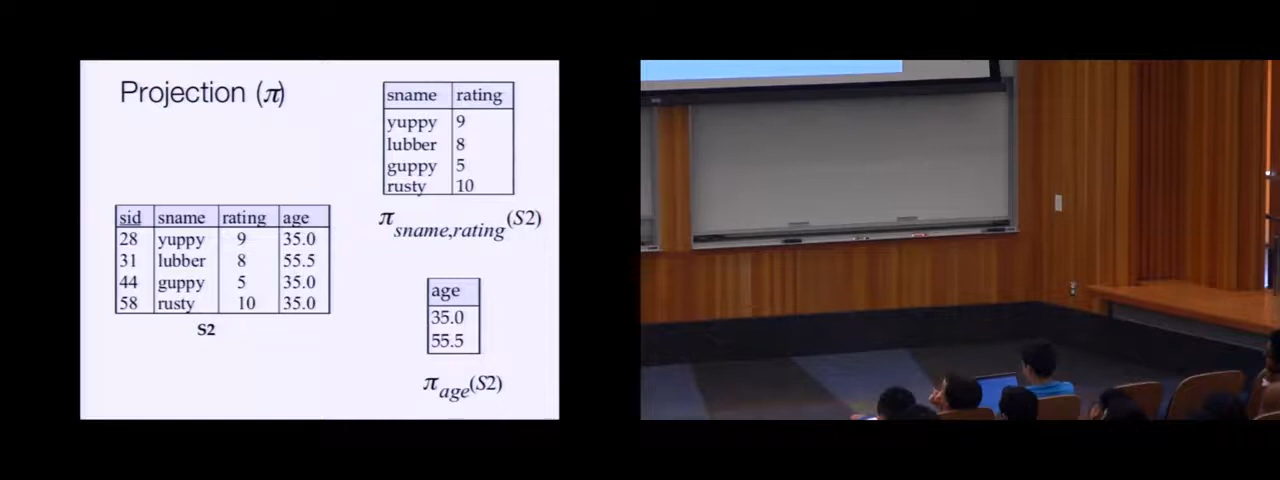 Projection (π)
sname rating
yuppy 9
lubber 8
guppy 5
rusty 10
π sname,rating (S2)
sid sname rating age
28 yuppy 9 35.0
31 lubber 8 55.5
44 guppy 5 35.0
58 rusty 10 35.0
S2
age
35.0
55.5
π age (S2)